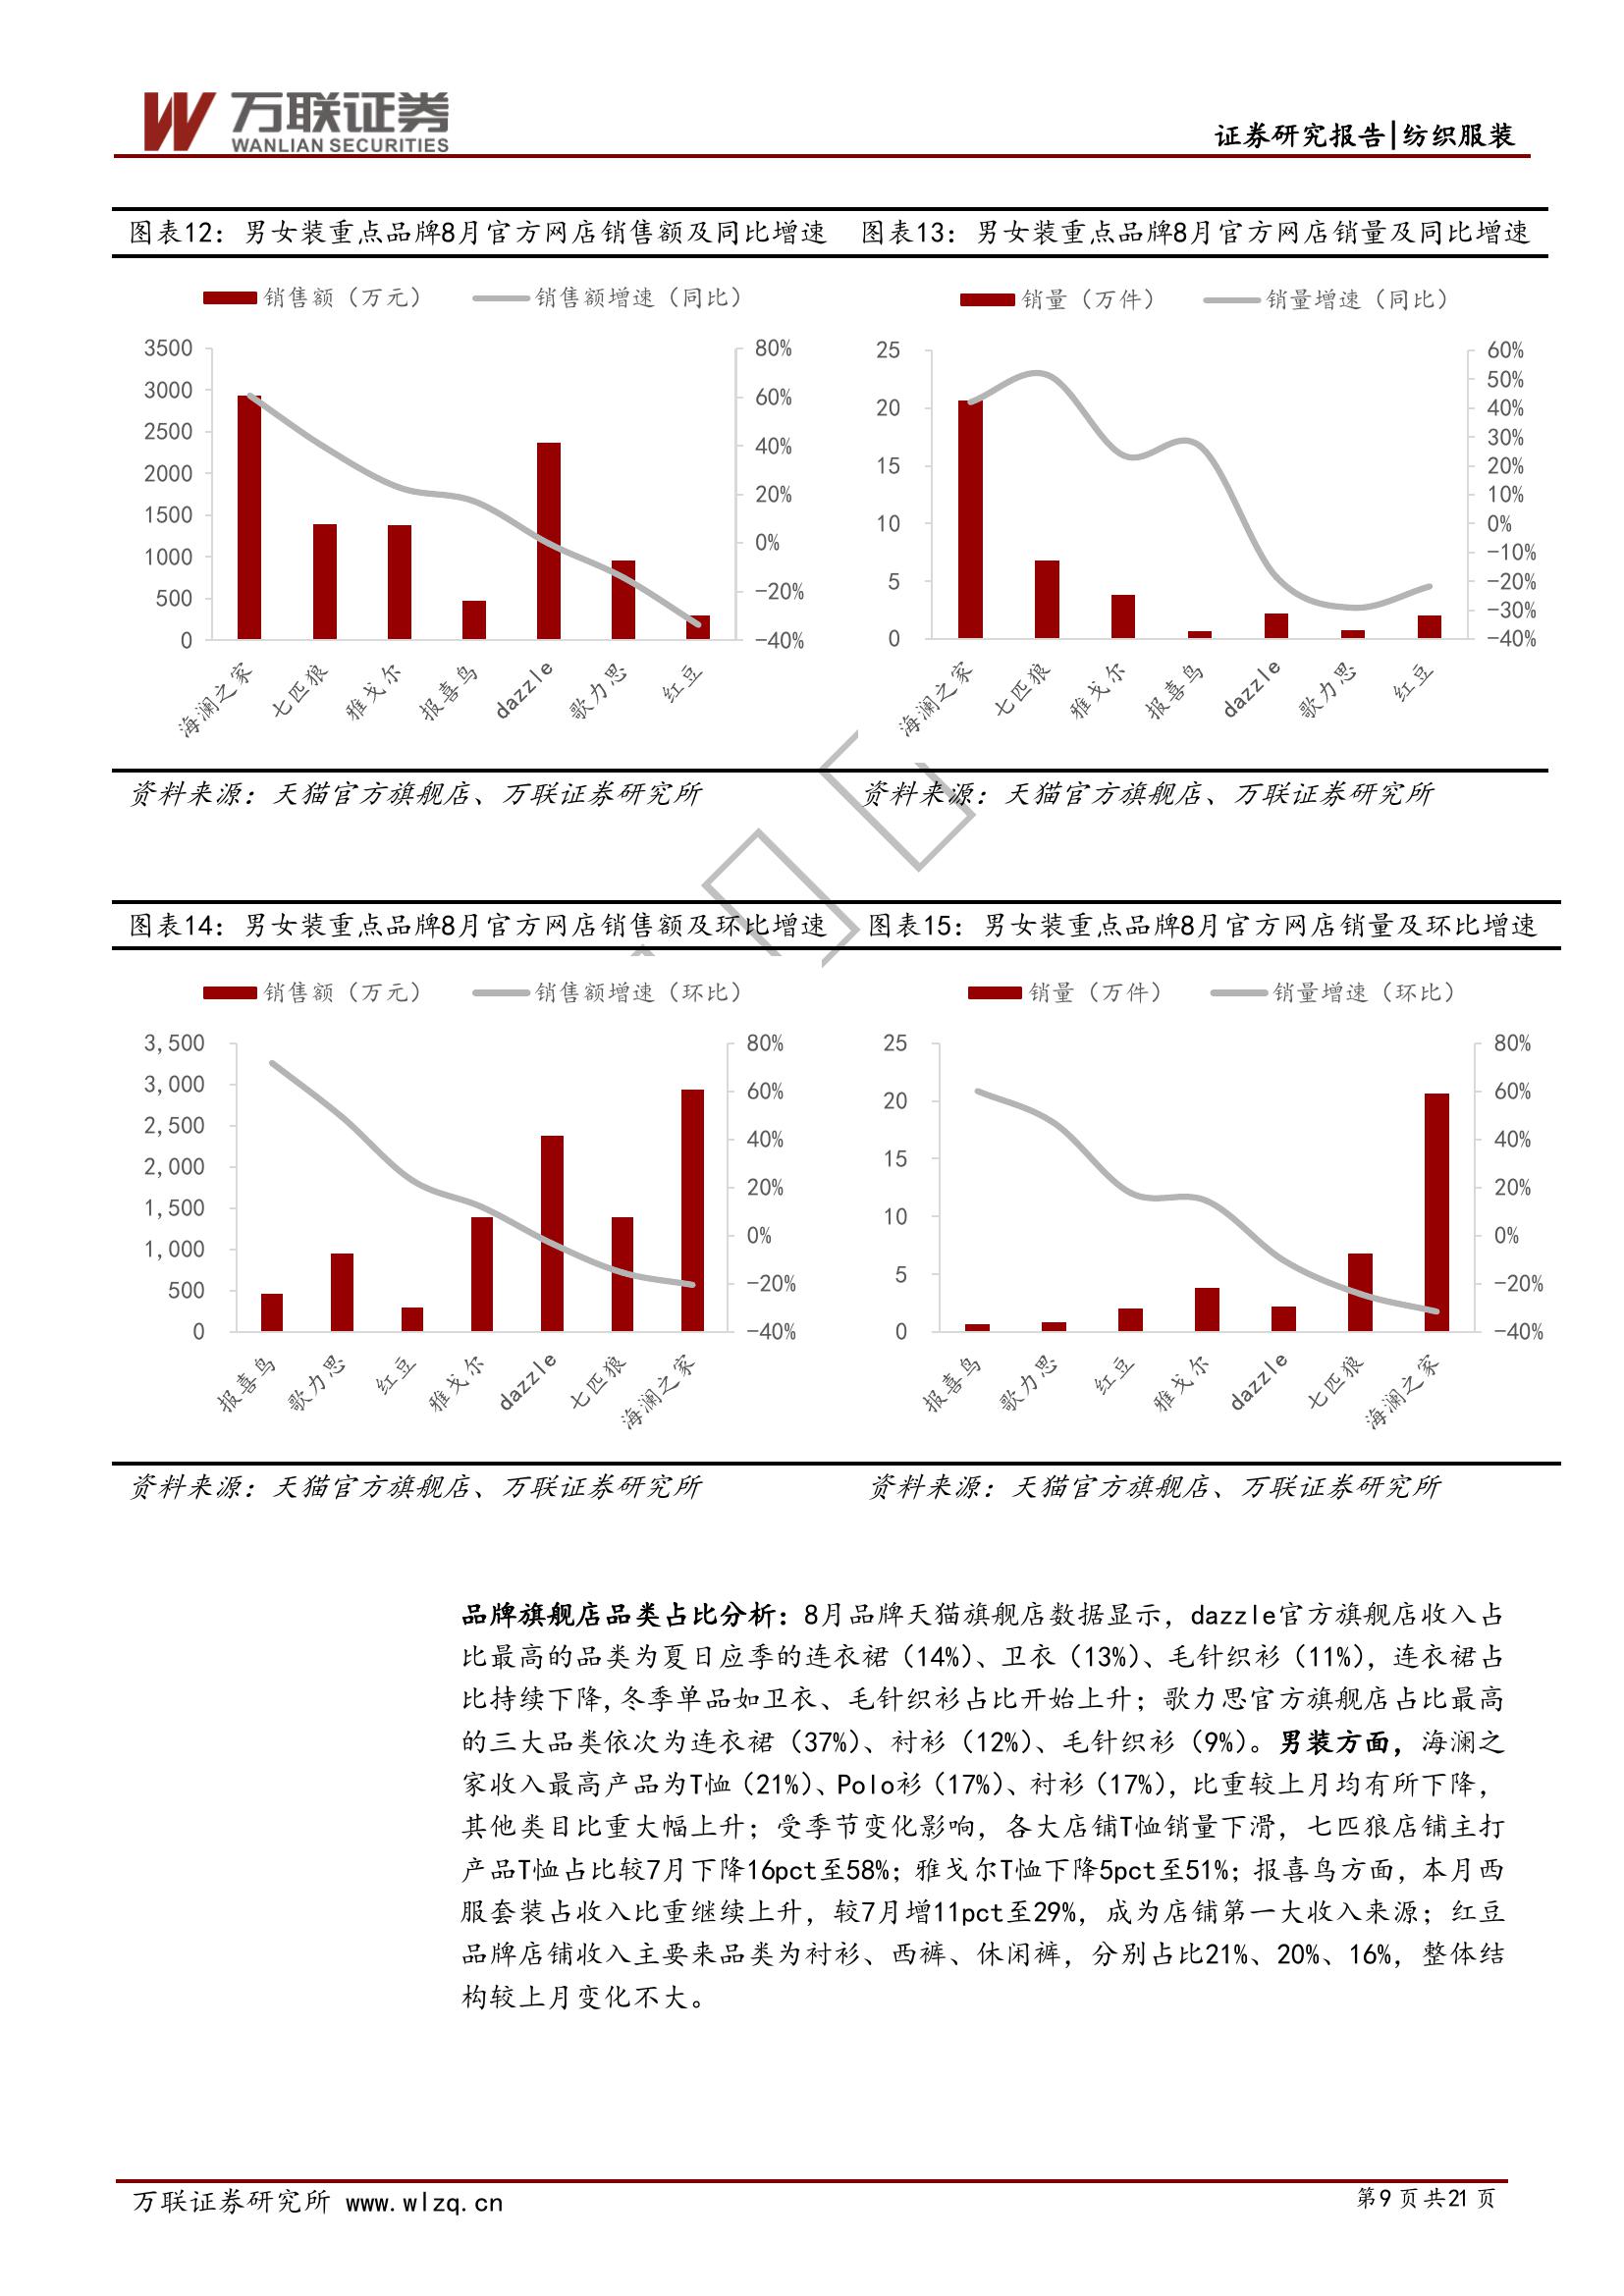 万联证券
WANLIAN SECURITIES
证券研究报告|纺织服装
图表12：男女装重点品牌8月官方网店销售额及同比增速
销售额（万元）
销售额增速（同比）
3500
3000
2500
2000
1500
1000
500
0
80%
60%
40%
20%
0%
-20%
-40%
海澜之家
七匹狼
雅戈尔
报喜鸟
dazzle
歌力思
红豆
资料来源：天猫官方旗舰店、万联证券研究所
图表13：男女装重点品牌8月官方网店销量及同比增速
销量（万件）
销量增速（同比）
25
20
15
10
5
0
60%
50%
40%
30%
20%
10%
0%
-10%
-20%
-30%
-40%
海澜之家
七匹狼
雅戈尔
报喜鸟
dazzle
歌力思
红豆
资料来源：天猫官方旗舰店、万联证券研究所
图表14：男女装重点品牌8月官方网店销售额及环比增速
销售额（万元）
销售额增速（环比）
3,500
3,000
2,500
2,000
1,500
1,000
500
0
80%
60%
40%
20%
0%
-20%
-40%
报喜鸟
歌力思
红豆
雅戈尔
dazzle
七匹狼
海澜之家
资料来源：天猫官方旗舰店、万联证券研究所
图表15：男女装重点品牌8月官方网店销量及环比增速
销量（万件）
销量增速（环比）
25
20
15
10
5
0
80%
60%
40%
20%
0%
-20%
-40%
报喜鸟
歌力思
红豆
雅戈尔
dazzle
七匹狼
海澜之家
资料来源：天猫官方旗舰店、万联证券研究所
品牌旗舰店品类占比分析：8月品牌天猫旗舰店数据显示，dazzle官方旗舰店收入占
比最高的品类为夏日应季的连衣裙（14%）、卫衣（13%）、毛针织衫（11%），连衣裙占
比持续下降,冬季单品如卫衣、毛针织衫占比开始上升；歌力思官方旗舰店占比最高
的三大品类依次为连衣裙（37%）、衬衫（12%）、毛针织衫（9%）。男装方面，海澜之
家收入最高产品为T恤（21%）、Polo衫（17%）、衬衫（17%），比重较上月均有所下降，
其他类目比重大幅上升；受季节变化影响，各大店铺T恤销量下滑，七匹狼店铺主打
产品T恤占比较7月下降16pct至58%；雅戈尔T恤下降5pct至51%；报喜鸟方面，本月西
服套装占收入比重继续上升，较7月增11pct至29%，成为店铺第一大收入来源；红豆
品牌店铺收入主要来品类为衬衫、西裤、休闲裤，分别占比21%、20%、16%，整体结
构较上月变化不大。
万联证券研究所 www.wlzq.cn
第9页共21页